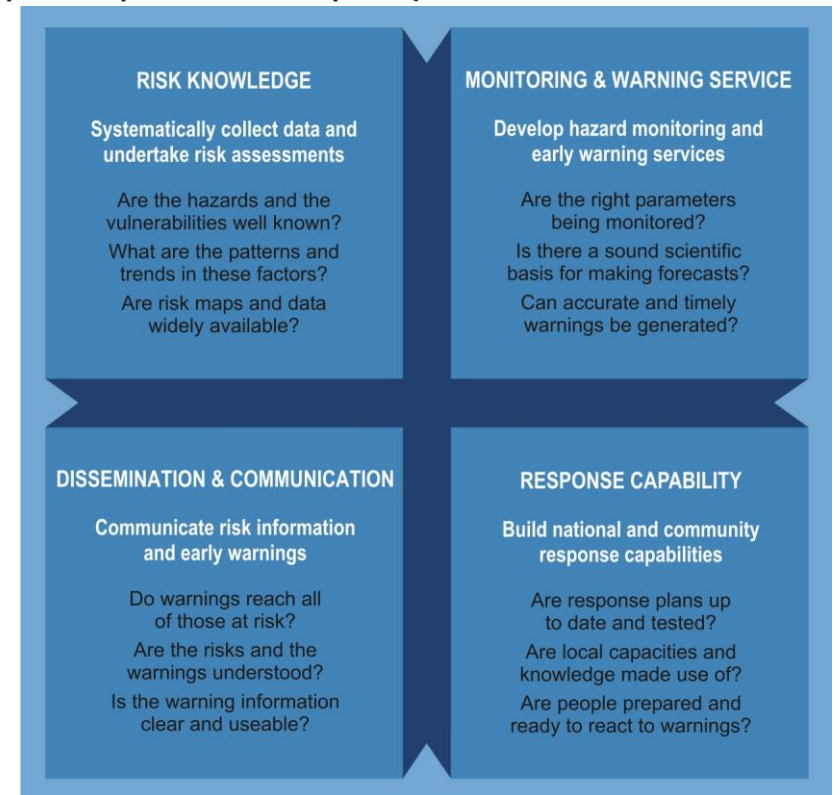 RISK KNOWLEDGE
Systematically collect data and
undertake risk assessments
Are the hazards and the
vulnerabilities well known?
What are the patterns and
trends in these factors?
Are risk maps and data
widely available?
MONITORING & WARNING SERVICE
Develop hazard monitoring and
early warning services
Are the right parameters
being monitored?
Is there a sound scientific
basis for making forecasts?
Can accurate and timely
warnings be generated?
DISSEMINATION & COMMUNICATION
Communicate risk information
and early warnings
Do warnings reach all
of those at risk?
Are the risks and the
warnings understood?
Is the warning information
clear and useable?
RESPONSE CAPABILITY
Build national and community
response capabilities
Are response plans up
to date and tested?
Are local capacities and
knowledge made use of?
Are people prepared and
ready to react to warnings?